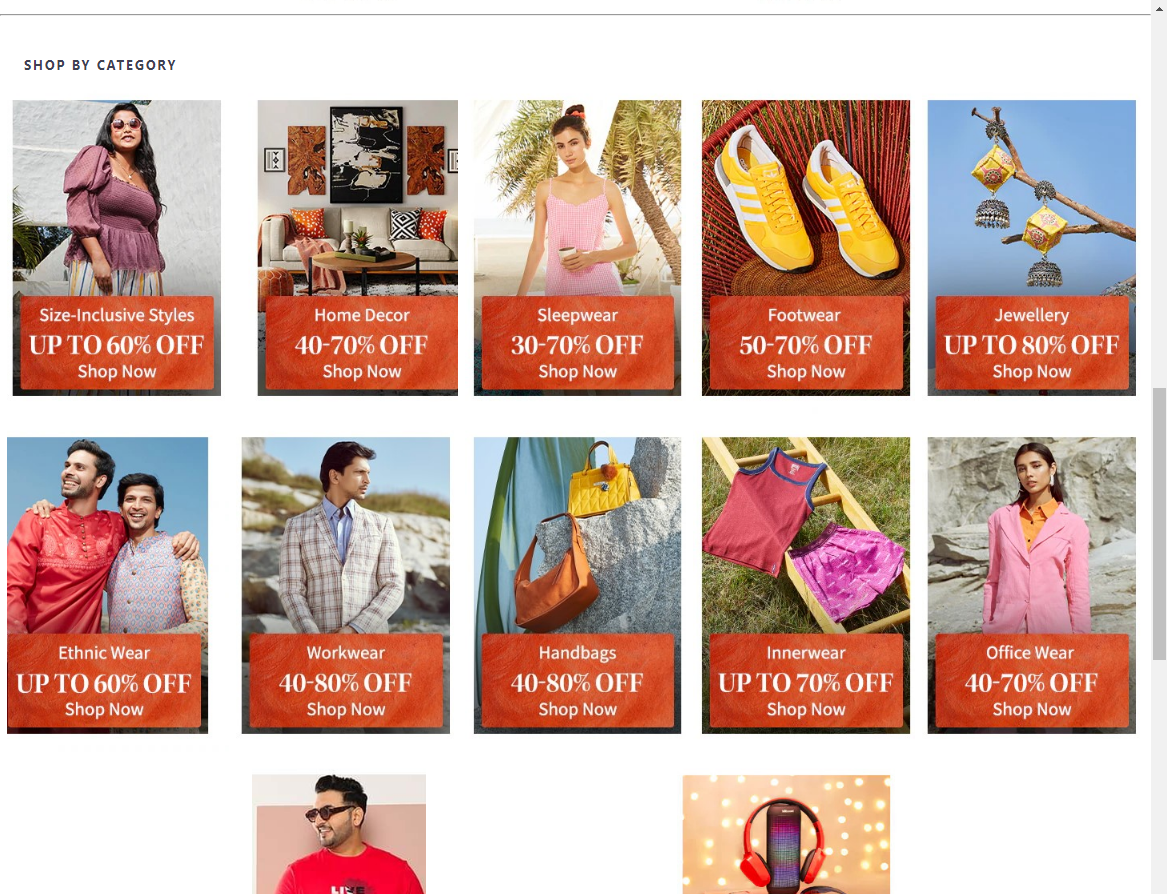 SHOP BY CATEGORY
Size-Inclusive Styles
UP TO 60% OFF
Shop Now
Home Decor
40-70% OFF
Shop Now
Sleepwear
30-70% OFF
Shop Now
Footwear
50-70% OFF
Shop Now
Jewellery
UP TO 80% OFF
Shop Now
Ethnic Wear
UP TO 60% OFF
Shop Now
Workwear
40-80% OFF
Shop Now
Handbags
40-80% OFF
Shop Now
Innerwear
UP TO 70% OFF
Shop Now
Office Wear
40-70% OFF
Shop Now
LIVE